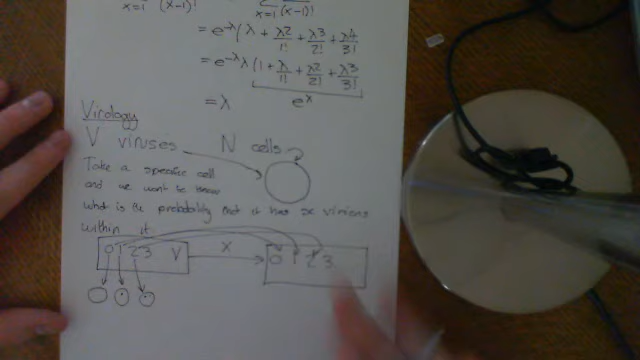 x=1 (x-1)! x=1 (x-1)!
= e^-λ (λ + λ2/1! + λ3/2! + λ4/3!
= e^-λ λ (1 + λ/1! + λ2/2! + λ3/3!
= λ e^x
Virology
V viruses N cells
Take a specific cell
and we want to know
what is the probability that it has x virions
within it
0 1 2 3 V X 0 1 2 3